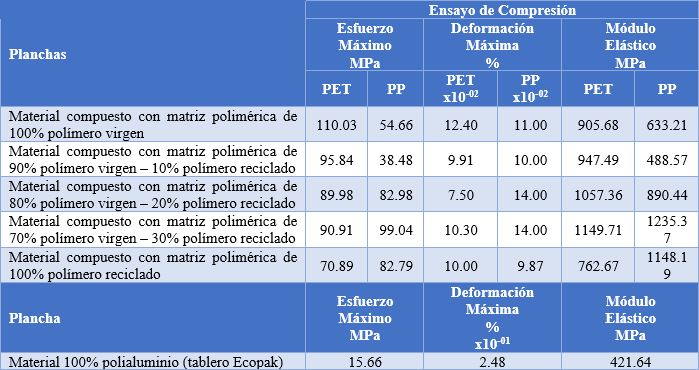 Planchas
Ensayo de Compresión
Esfuerzo
Máximo
MPa
Deformación
Máxima
%
Módulo
Elástico
MPa
PET PP PET
x10-02 PP
x10-02 PET PP
Material compuesto con matriz polimérica de
100% polímero virgen
110.03 54.66 12.40 11.00 905.68 633.21
Material compuesto con matriz polimérica de
90% polímero virgen – 10% polímero reciclado
95.84 38.48 9.91 10.00 947.49 488.57
Material compuesto con matriz polimérica de
80% polímero virgen – 20% polímero reciclado
89.98 82.98 7.50 14.00 1057.36 890.44
Material compuesto con matriz polimérica de
70% polímero virgen – 30% polímero reciclado
90.91 99.04 10.30 14.00 1149.71 1235.3
7
Material compuesto con matriz polimérica de
100% polímero reciclado
70.89 82.79 10.00 9.87 762.67 1148.1
9
Plancha
Esfuerzo
Máximo
MPa
Deformación
Máxima
%
x10-01
Módulo
Elástico
MPa
Material 100% polialuminio (tablero Ecopak) 15.66 2.48 421.64